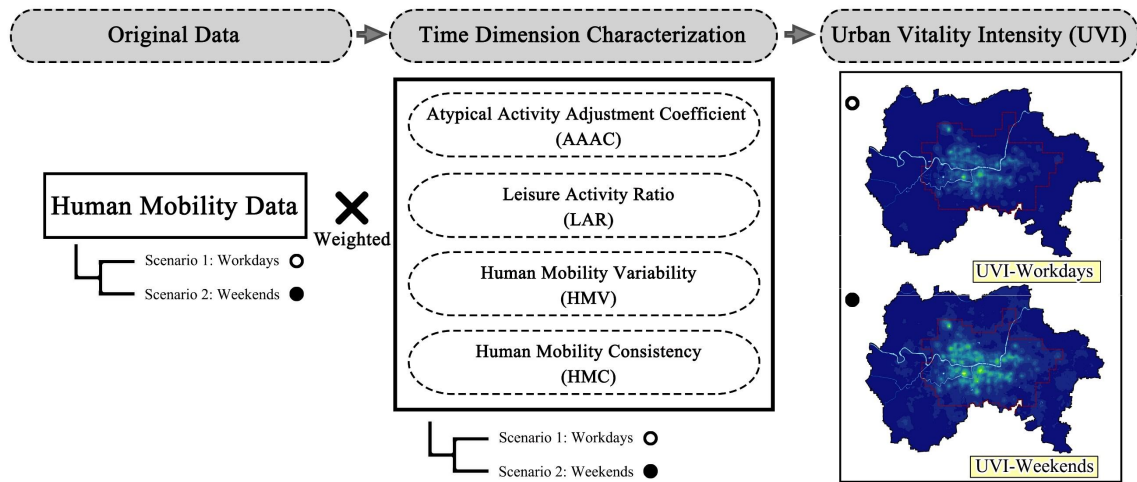 Original Data
Time Dimension Characterization
Urban Vitality Intensity (UVI)
Human Mobility Data
Scenario 1: Workdays
Scenario 2: Weekends
Weighted
Atypical Activity Adjustment Coefficient
(AAAC)
Leisure Activity Ratio
(LAR)
Human Mobility Variability
(HMV)
Human Mobility Consistency
(HMC)
Scenario 1: Workdays
Scenario 2: Weekends
UVI-Workdays
UVI-Weekends